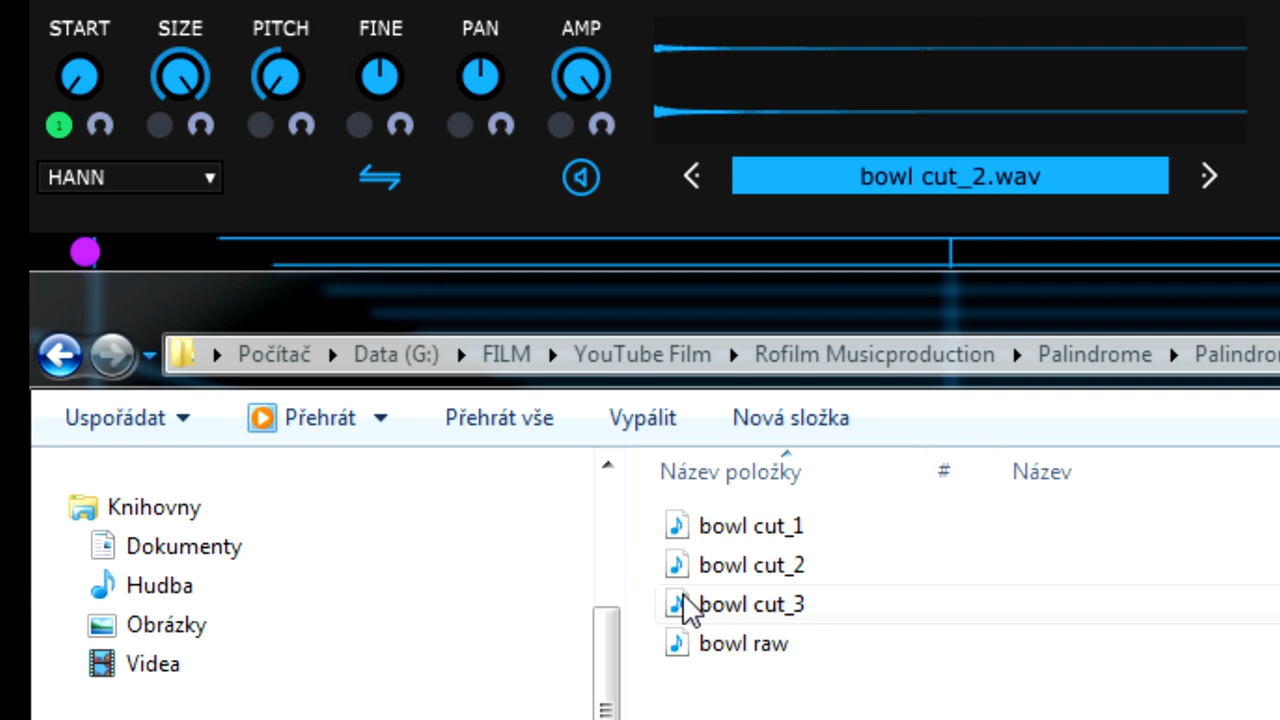 START SIZE PITCH FINE PAN AMP
1
HANN
bowl cut_2.wav
Počítač Data (G:) FILM YouTube Film Rofilm Musicproduction Palindrome Palindro
Uspořádat Přehrát Přehrát vše Vypálit Nová složka
Název položky # Název
Knihovny
Dokumenty
Hudba
Obrázky
Videa
bowl cut_1
bowl cut_2
bowl cut_3
bowl raw